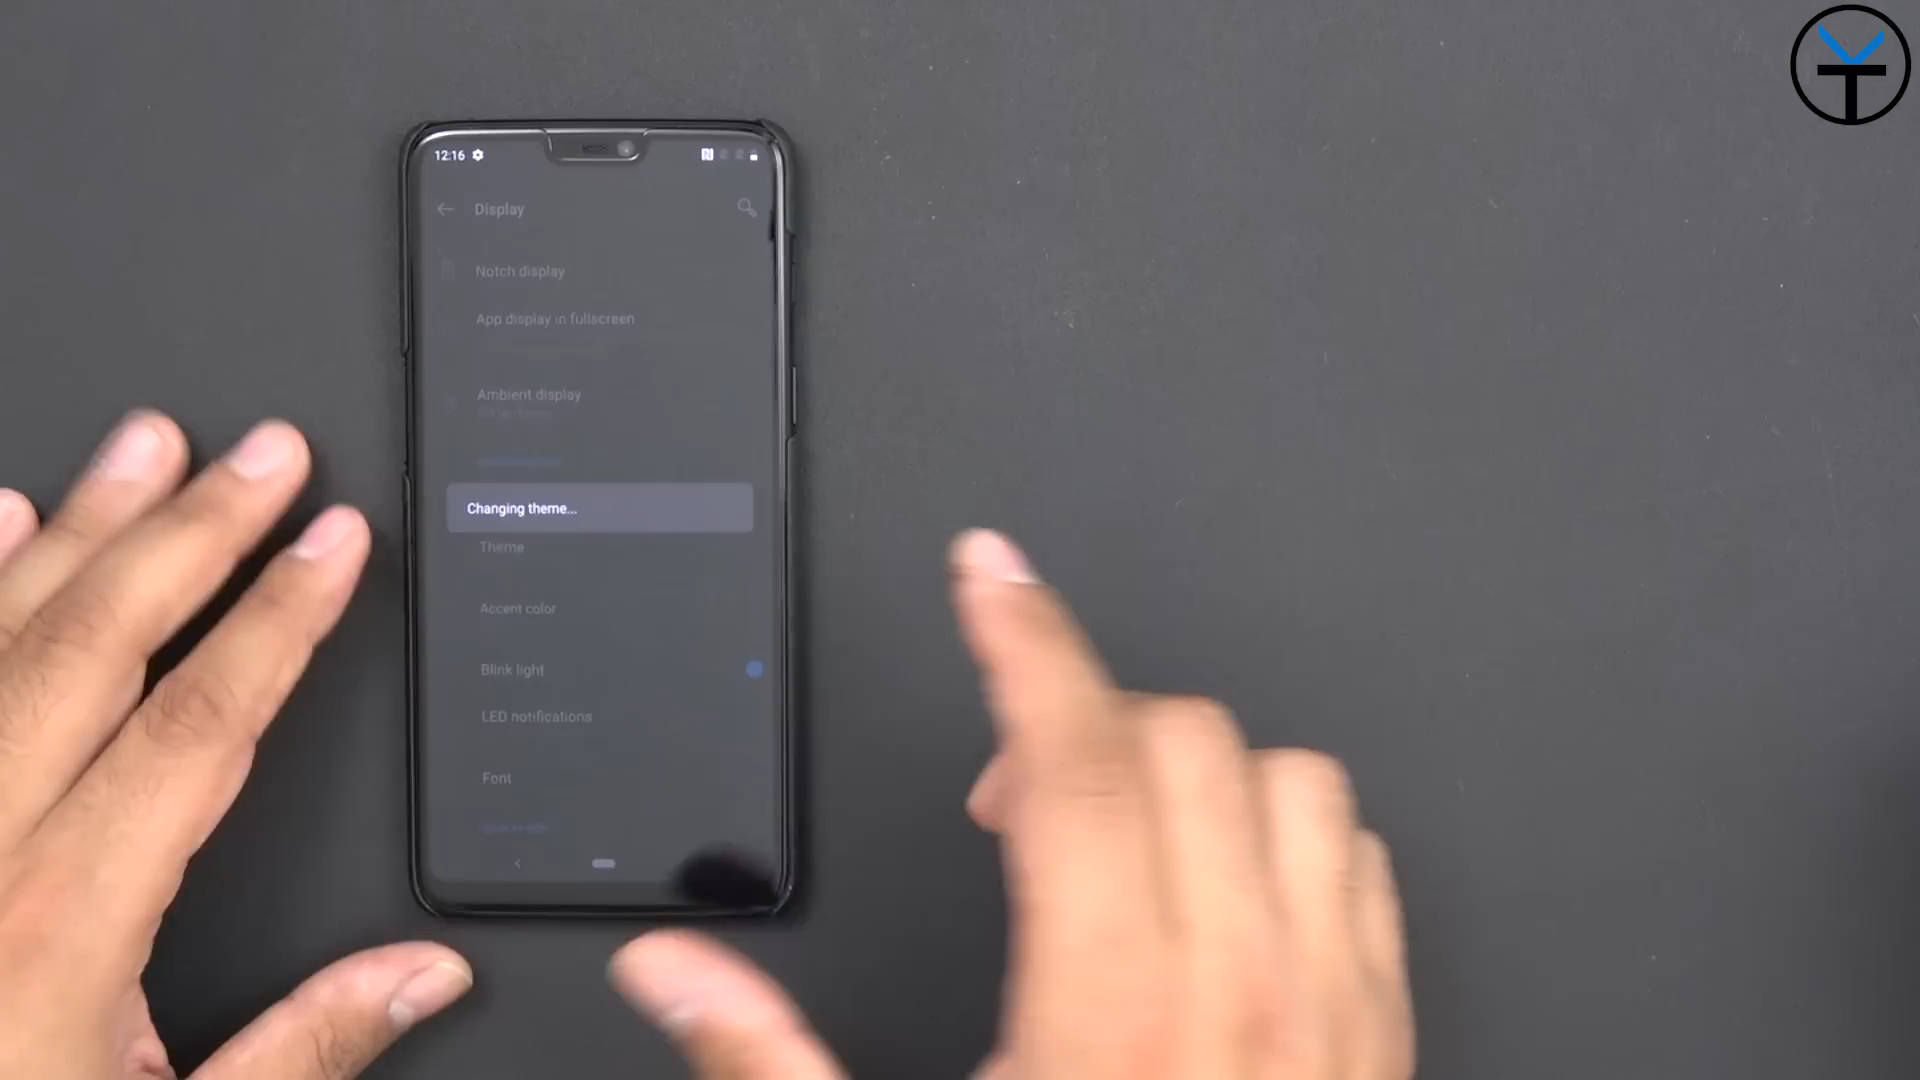 12:16
Display
Notch display
App display in fullscreen
Ambient display
Changing theme...
Theme
Accent color
Blink light
LED notifications
Font